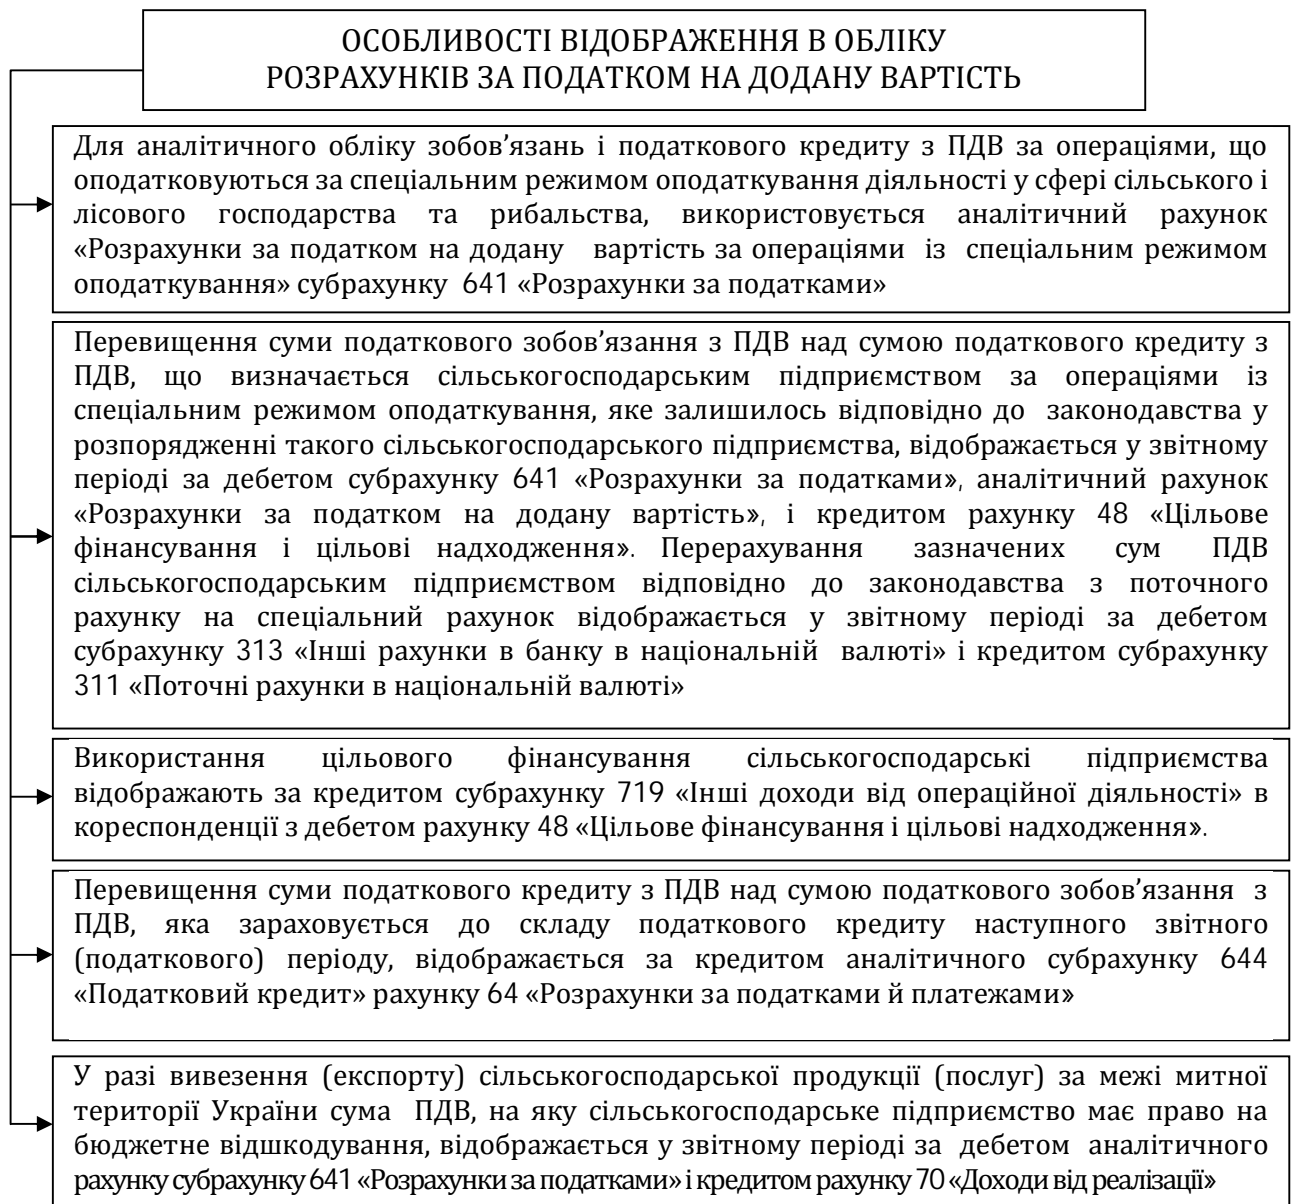 ОСОБЛИВОСТІ ВІДОБРАЖЕННЯ В ОБЛІКУ
РОЗРАХУНКІВ ЗА ПОДАТКОМ НА ДОДАНУ ВАРТІСТЬ
Для аналітичного обліку зобов’язань і податкового кредиту з ПДВ за операціями, що
оподатковуються за спеціальним режимом оподаткування діяльності у сфері сільського і
лісового господарства та рибальства, використовується аналітичний рахунок
«Розрахунки за податком на додану вартість за операціями із спеціальним режимом
оподаткування» субрахунку 641 «Розрахунки за податками»
Перевищення суми податкового зобов’язання з ПДВ над сумою податкового кредиту з
ПДВ, що визначається сільськогосподарським підприємством за операціями із
спеціальним режимом оподаткування, яке залишилось відповідно до законодавства у
розпорядженні такого сільськогосподарського підприємства, відображається у звітному
періоді за дебетом субрахунку 641 «Розрахунки за податками», аналітичний рахунок
«Розрахунки за податком на додану вартість», і кредитом рахунку 48 «Цільове
фінансування і цільові надходження». Перерахування зазначених сум ПДВ
сільськогосподарським підприємством відповідно до законодавства з поточного
рахунку на спеціальний рахунок відображається у звітному періоді за дебетом
субрахунку 313 «Інші рахунки в банку в національній валюті» і кредитом субрахунку
311 «Поточні рахунки в національній валюті»
Використання цільового фінансування сільськогосподарські підприємства
відображають за кредитом субрахунку 719 «Інші доходи від операційної діяльності» в
кореспонденції з дебетом рахунку 48 «Цільове фінансування і цільові надходження».
Перевищення суми податкового кредиту з ПДВ над сумою податкового зобов’язання з
ПДВ, яка зараховується до складу податкового кредиту наступного звітного
(податкового) періоду, відображається за кредитом аналітичного субрахунку 644
«Податковий кредит» рахунку 64 «Розрахунки за податками й платежами»
У разі вивезення (експорту) сільськогосподарської продукції (послуг) за межі митної
території України сума ПДВ, на яку сільськогосподарське підприємство має право на
бюджетне відшкодування, відображається у звітному періоді за дебетом аналітичного
рахунку субрахунку 641 «Розрахунки за податками» і кредитом рахунку 70 «Доходи від реалізації»